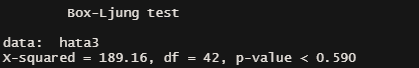 Box-Ljung test
data:  hata3
X-squared = 189.16, df = 42, p-value < 0.590